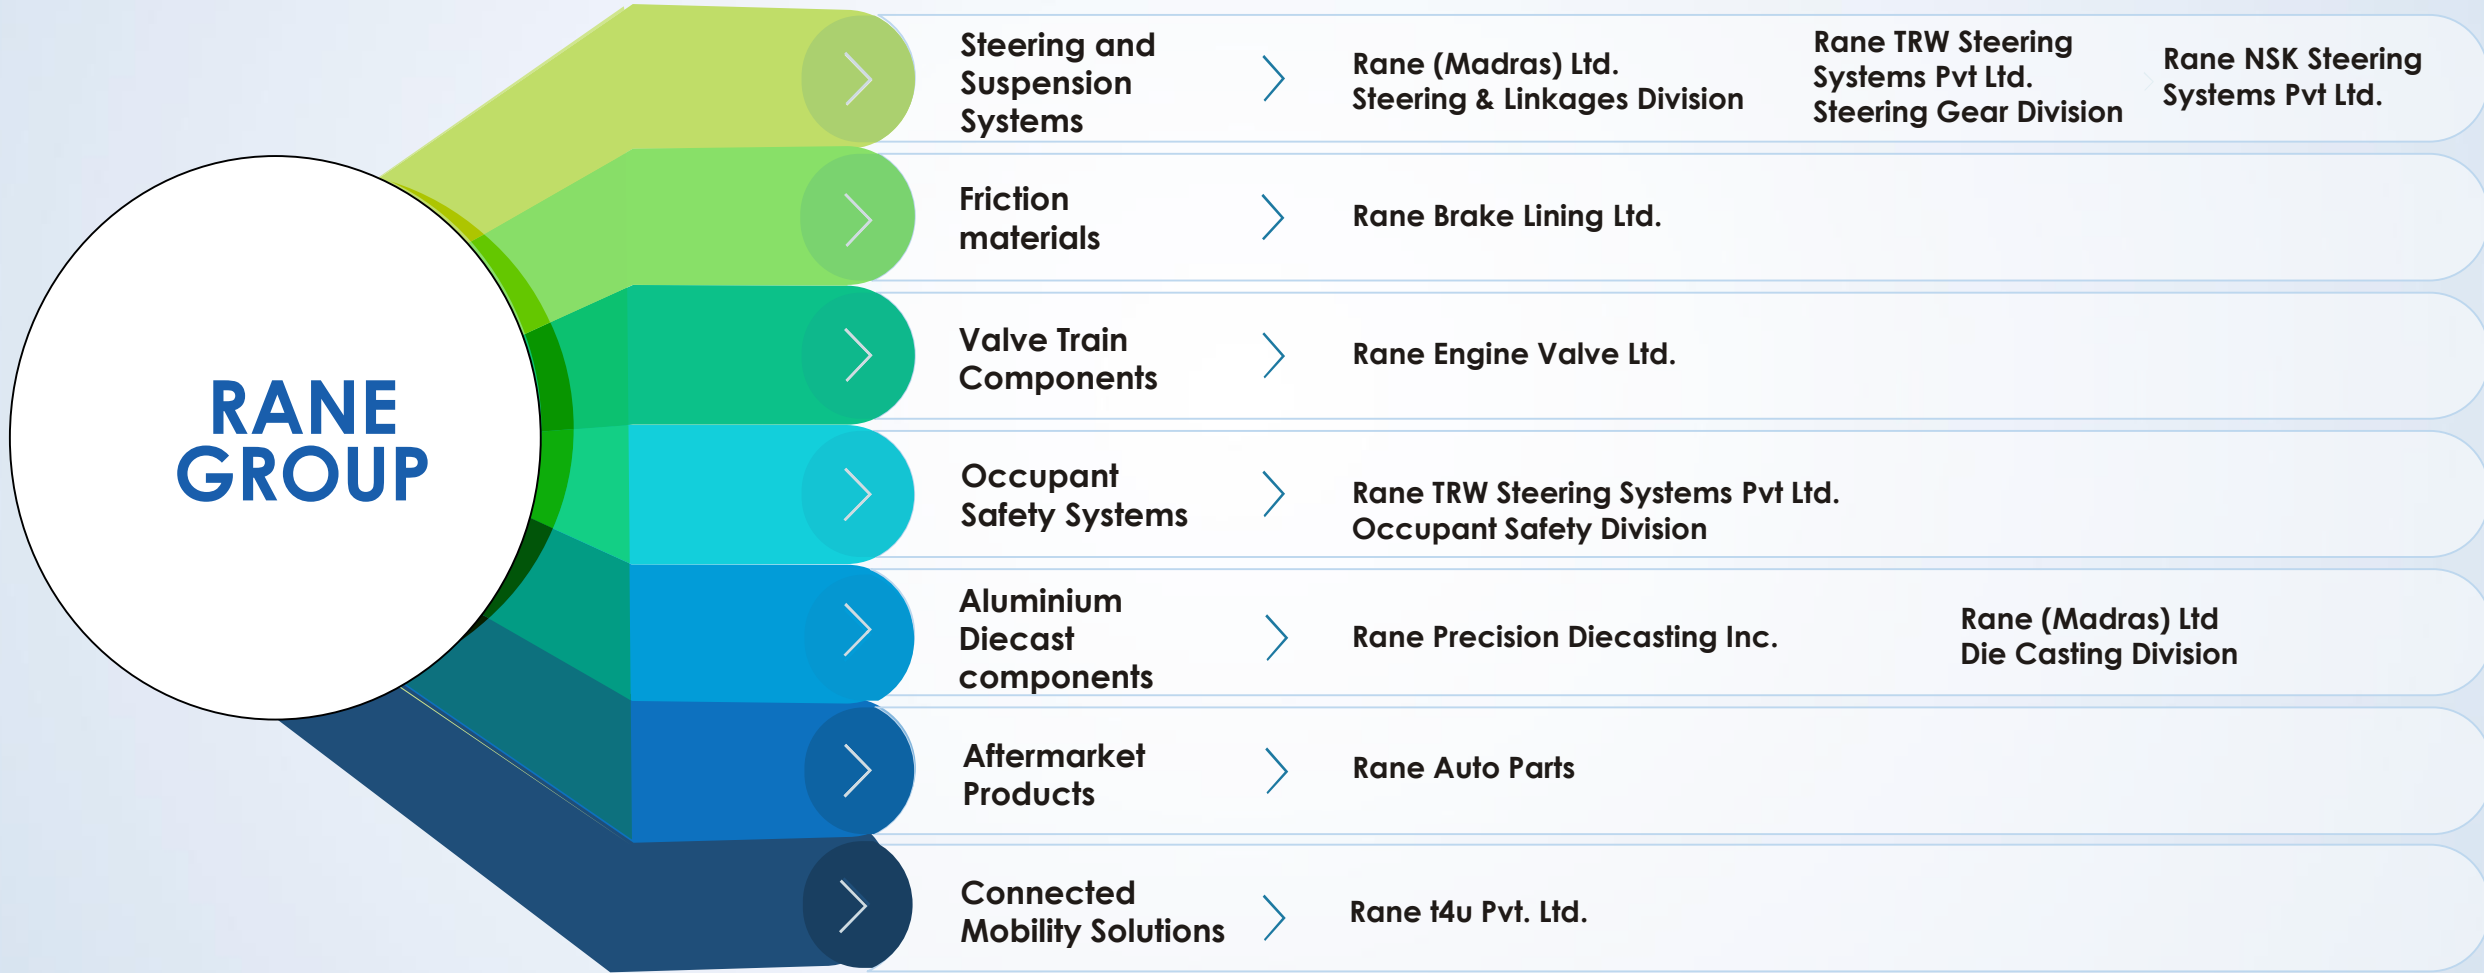 RANE
GROUP
Steering and
Suspension
Systems
Rane (Madras) Ltd.
Steering & Linkages Division
Rane TRW Steering
Systems Pvt Ltd.
Steering Gear Division
Rane NSK Steering
Systems Pvt Ltd.
Friction
materials
Rane Brake Lining Ltd.
Valve Train
Components
Rane Engine Valve Ltd.
Occupant
Safety Systems
Rane TRW Steering Systems Pvt Ltd.
Occupant Safety Division
Aluminium
Diecast
components
Rane Precision Diecasting Inc.
Rane (Madras) Ltd
Die Casting Division
Aftermarket
Products
Rane Auto Parts
Connected
Mobility Solutions
Rane t4u Pvt. Ltd.